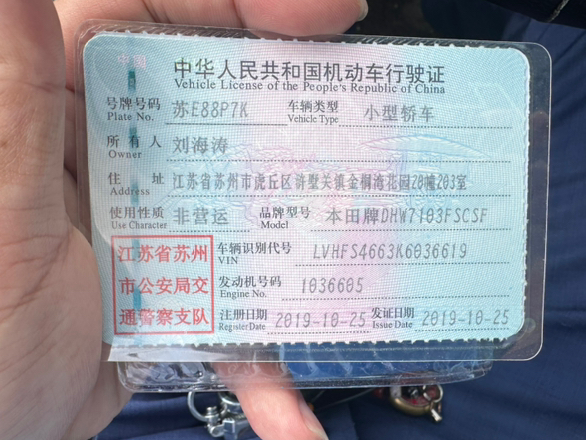 中华人民共和国机动车行驶证
Vehicle License of the People's Republic of China
号牌号码 苏E88P7K 车辆类型 小型轿车
Plate No. Vehicle Type
所有人 刘海涛
Owner
住址 江苏省苏州市虎丘区浒墅关镇金桐湾花园28幢203室
Address
使用性质 非营运 品牌型号 本田牌DHW7103FSCSF
Use Character Model
江苏省苏州
市公安局交
通警察支队
车辆识别代号 LVHFS4663K6036619
VIN
发动机号码 1036605
Engine No.
注册日期 2019-10-25 发证日期 2019-10-25
Register Date Issue Date